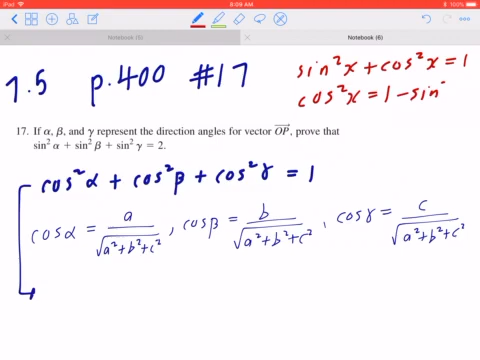 8:09 AM
100%
Notebook (5)
Notebook (6)
7.5 p.400 #17
sin²x + cos²x = 1
cos²x = 1 - sin²
17. If α, β, and γ represent the direction angles for vector OP, prove that
sin² α + sin² β + sin² γ = 2.
cos²α + cos²β + cos²γ = 1
cosα = a/√(a²+b²+c²), cosβ = b/√(a²+b²+c²), cosγ = c/√(a²+b²+c²)